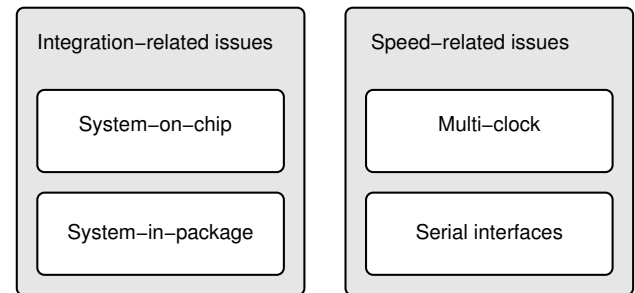 Integration−related issues
System−on−chip
System−in−package
Speed−related issues
Multi−clock
Serial interfaces